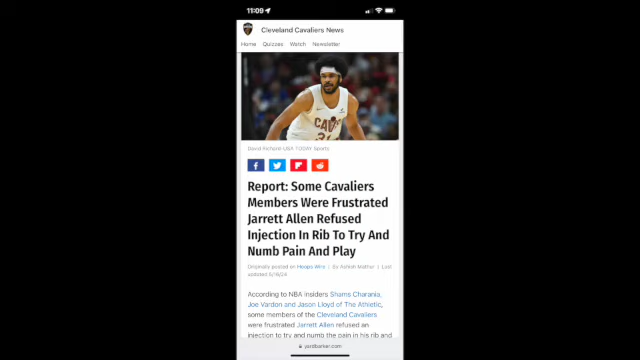 11:09
Cleveland Cavaliers News
Home Quizzes Watch Newsletter
CAVS
31
David Richard-USA TODAY Sports
Report: Some Cavaliers
Members Were Frustrated
Jarrett Allen Refused
Injection In Rib To Try And
Numb Pain And Play
Originally posted on Hoops Wire | By Ashish Mathur | Last
updated 5/16/24
According to NBA insiders Shams Charania,
Joe Vardon and Jason Lloyd of The Athletic,
some members of the Cleveland Cavaliers
were frustrated Jarrett Allen refused an
injection to try and numb the pain in his rib and
yardbarker.com